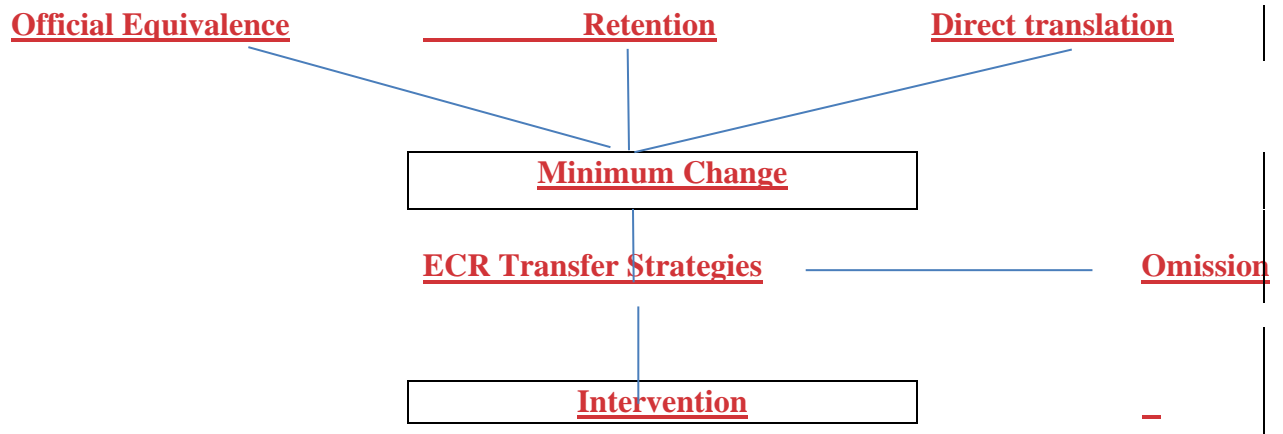 Official Equivalence Retention Direct translation
Minimum Change
ECR Transfer Strategies Omission
Intervention